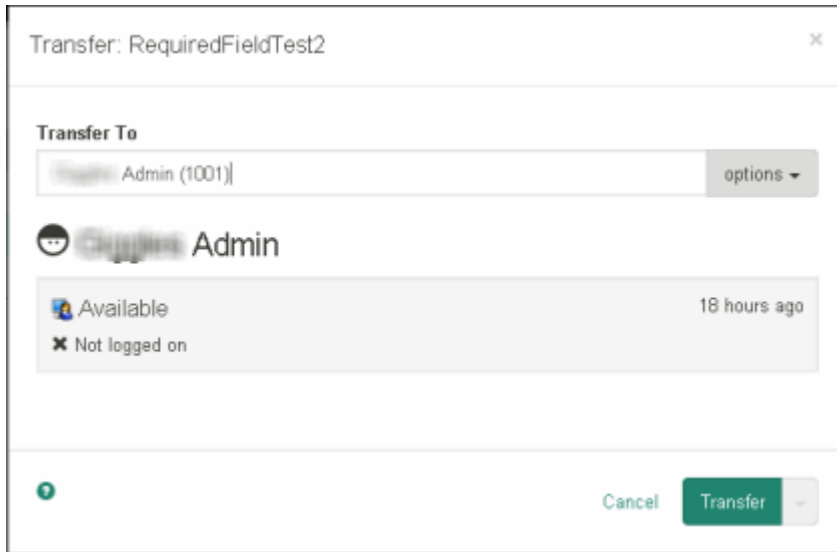 Transfer: RequiredFieldTest2 ×
Transfer To
Admin (1001)
options
Admin
Available
18 hours ago
Not logged on
?
Cancel
Transfer